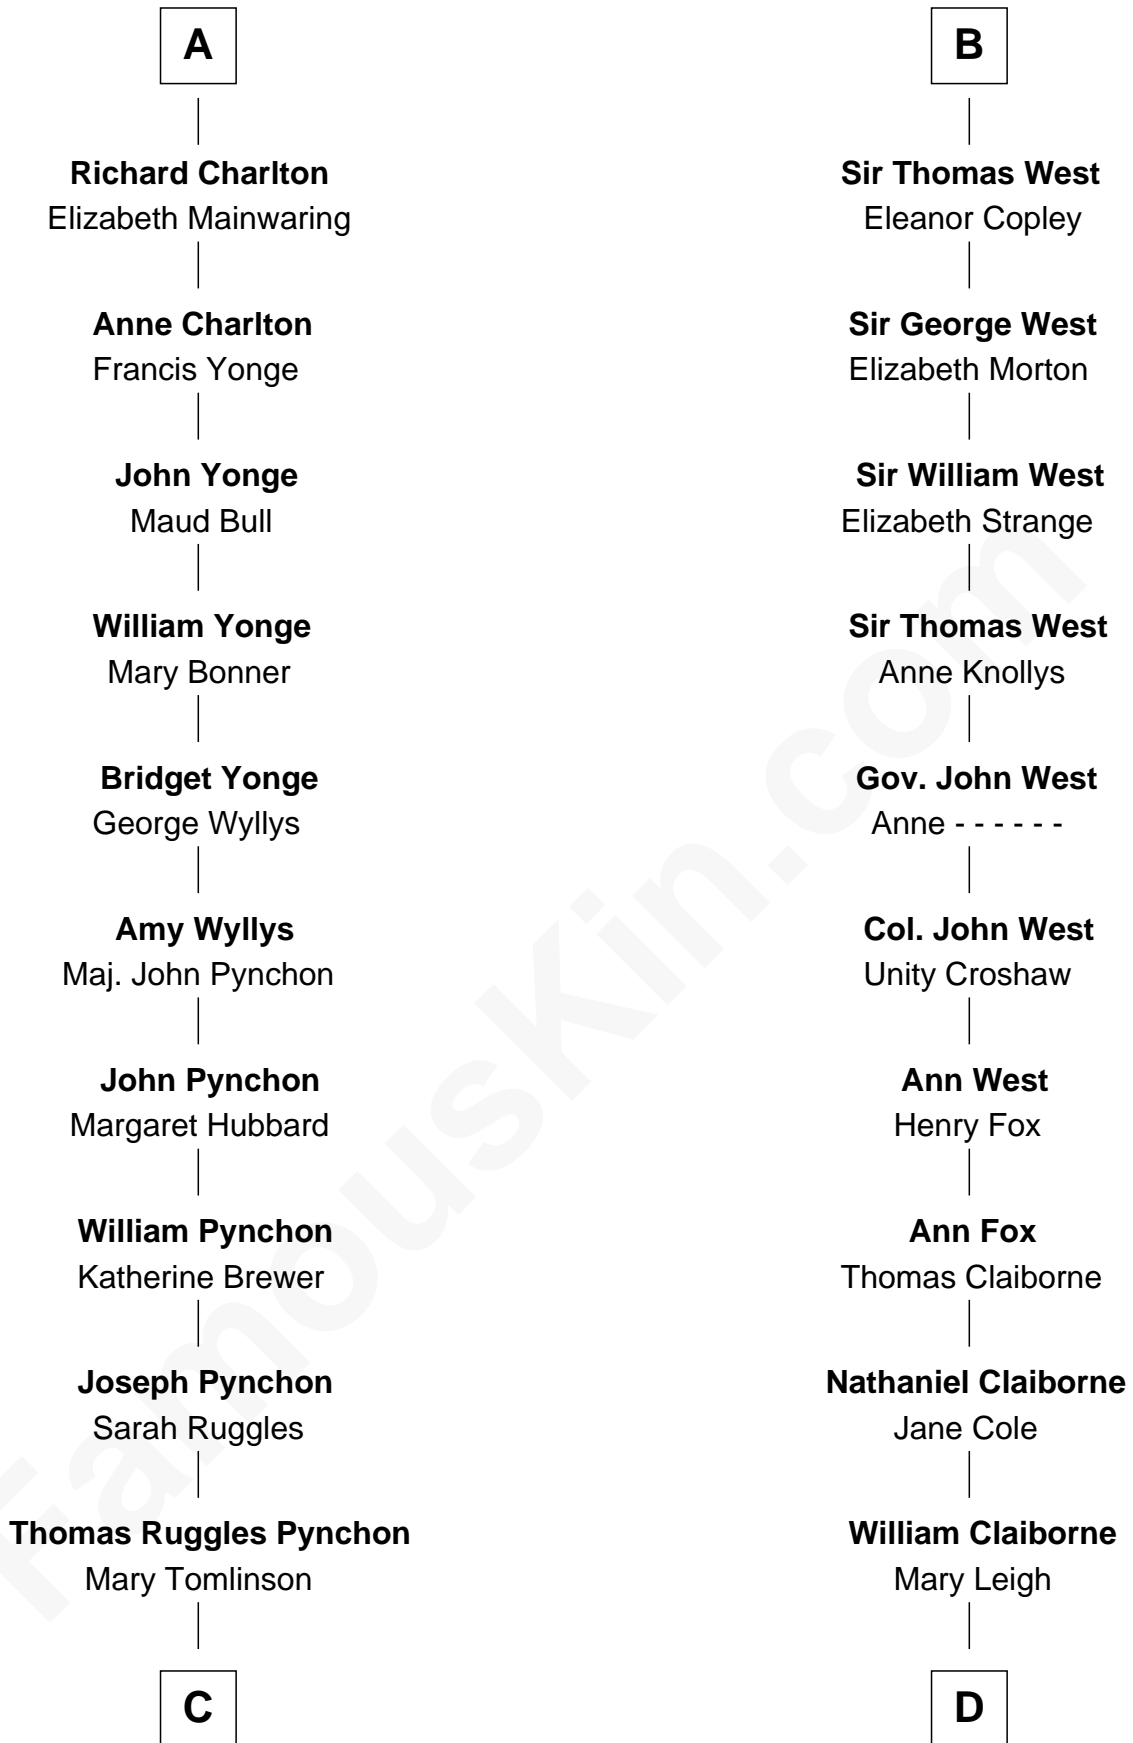 A
Richard Charlton
Elizabeth Mainwaring
Anne Charlton
Francis Yonge
John Yonge
Maud Bull
William Yonge
Mary Bonner
Bridget Yonge
George Wyllys
Amy Wyllys
Maj. John Pynchon
John Pynchon
Margaret Hubbard
William Pynchon
Katherine Brewer
Joseph Pynchon
Sarah Ruggles
Thomas Ruggles Pynchon
Mary Tomlinson
C
B
Sir Thomas West
Eleanor Copley
Sir George West
Elizabeth Morton
Sir William West
Elizabeth Strange
Sir Thomas West
Anne Knollys
Gov. John West
Anne - - - - - -
Col. John West
Unity Croshaw
Ann West
Henry Fox
Ann Fox
Thomas Claiborne
Nathaniel Claiborne
Jane Cole
William Claiborne
Mary Leigh
D
FamousKin.com